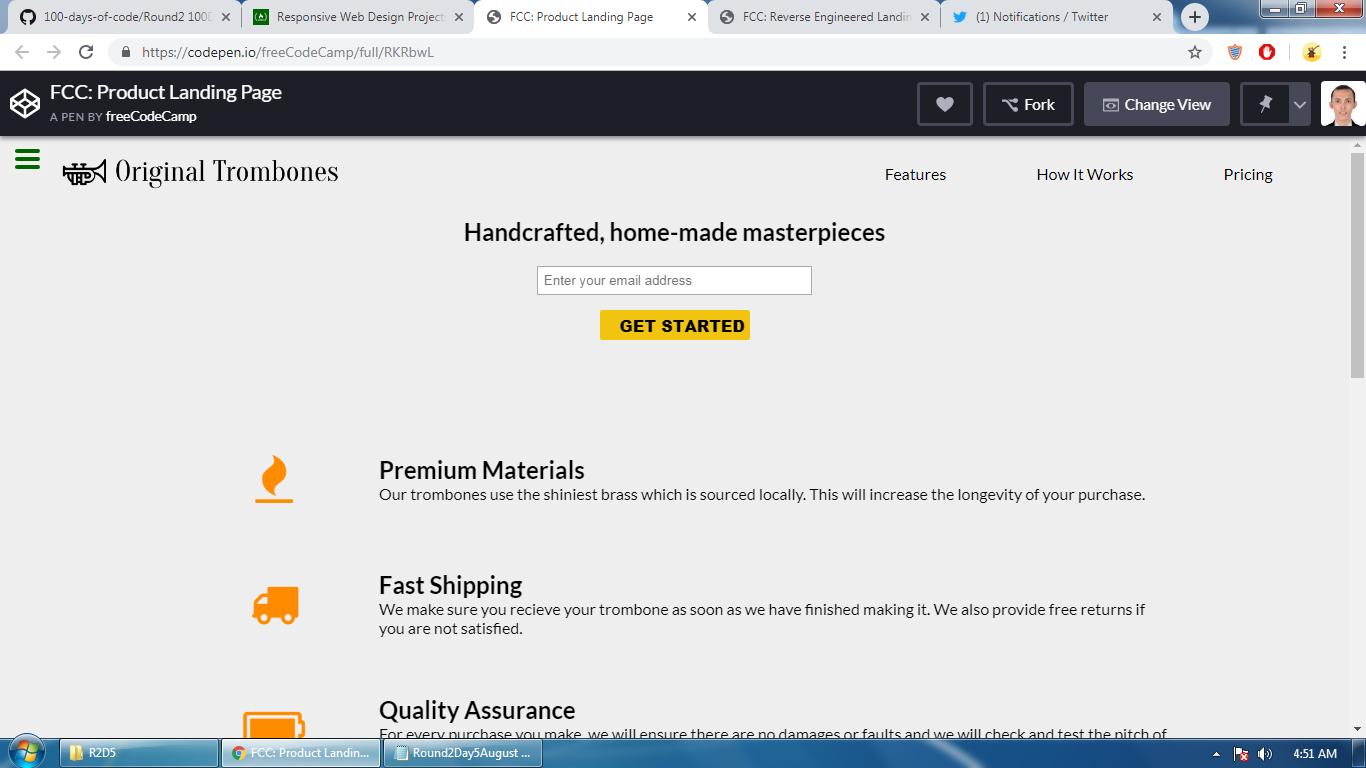 100-days-of-code/Round2 100D
Responsive Web Design Project
FCC: Product Landing Page
FCC: Reverse Engineered Landin
(1) Notifications / Twitter
https://codepen.io/freeCodeCamp/full/RKRbwL
FCC: Product Landing Page
A PEN BY freeCodeCamp
Fork
Change View
Original Trombones
Features
How It Works
Pricing
Handcrafted, home-made masterpieces
Enter your email address
GET STARTED
Premium Materials
Our trombones use the shiniest brass which is sourced locally. This will increase the longevity of your purchase.
Fast Shipping
We make sure you recieve your trombone as soon as we have finished making it. We also provide free returns if
you are not satisfied.
Quality Assurance
For every purchase you make, we will ensure there are no damages or faults and we will check and test the pitch of
R2D5
FCC: Product Landin...
Round2Day5August ...
4:51 AM